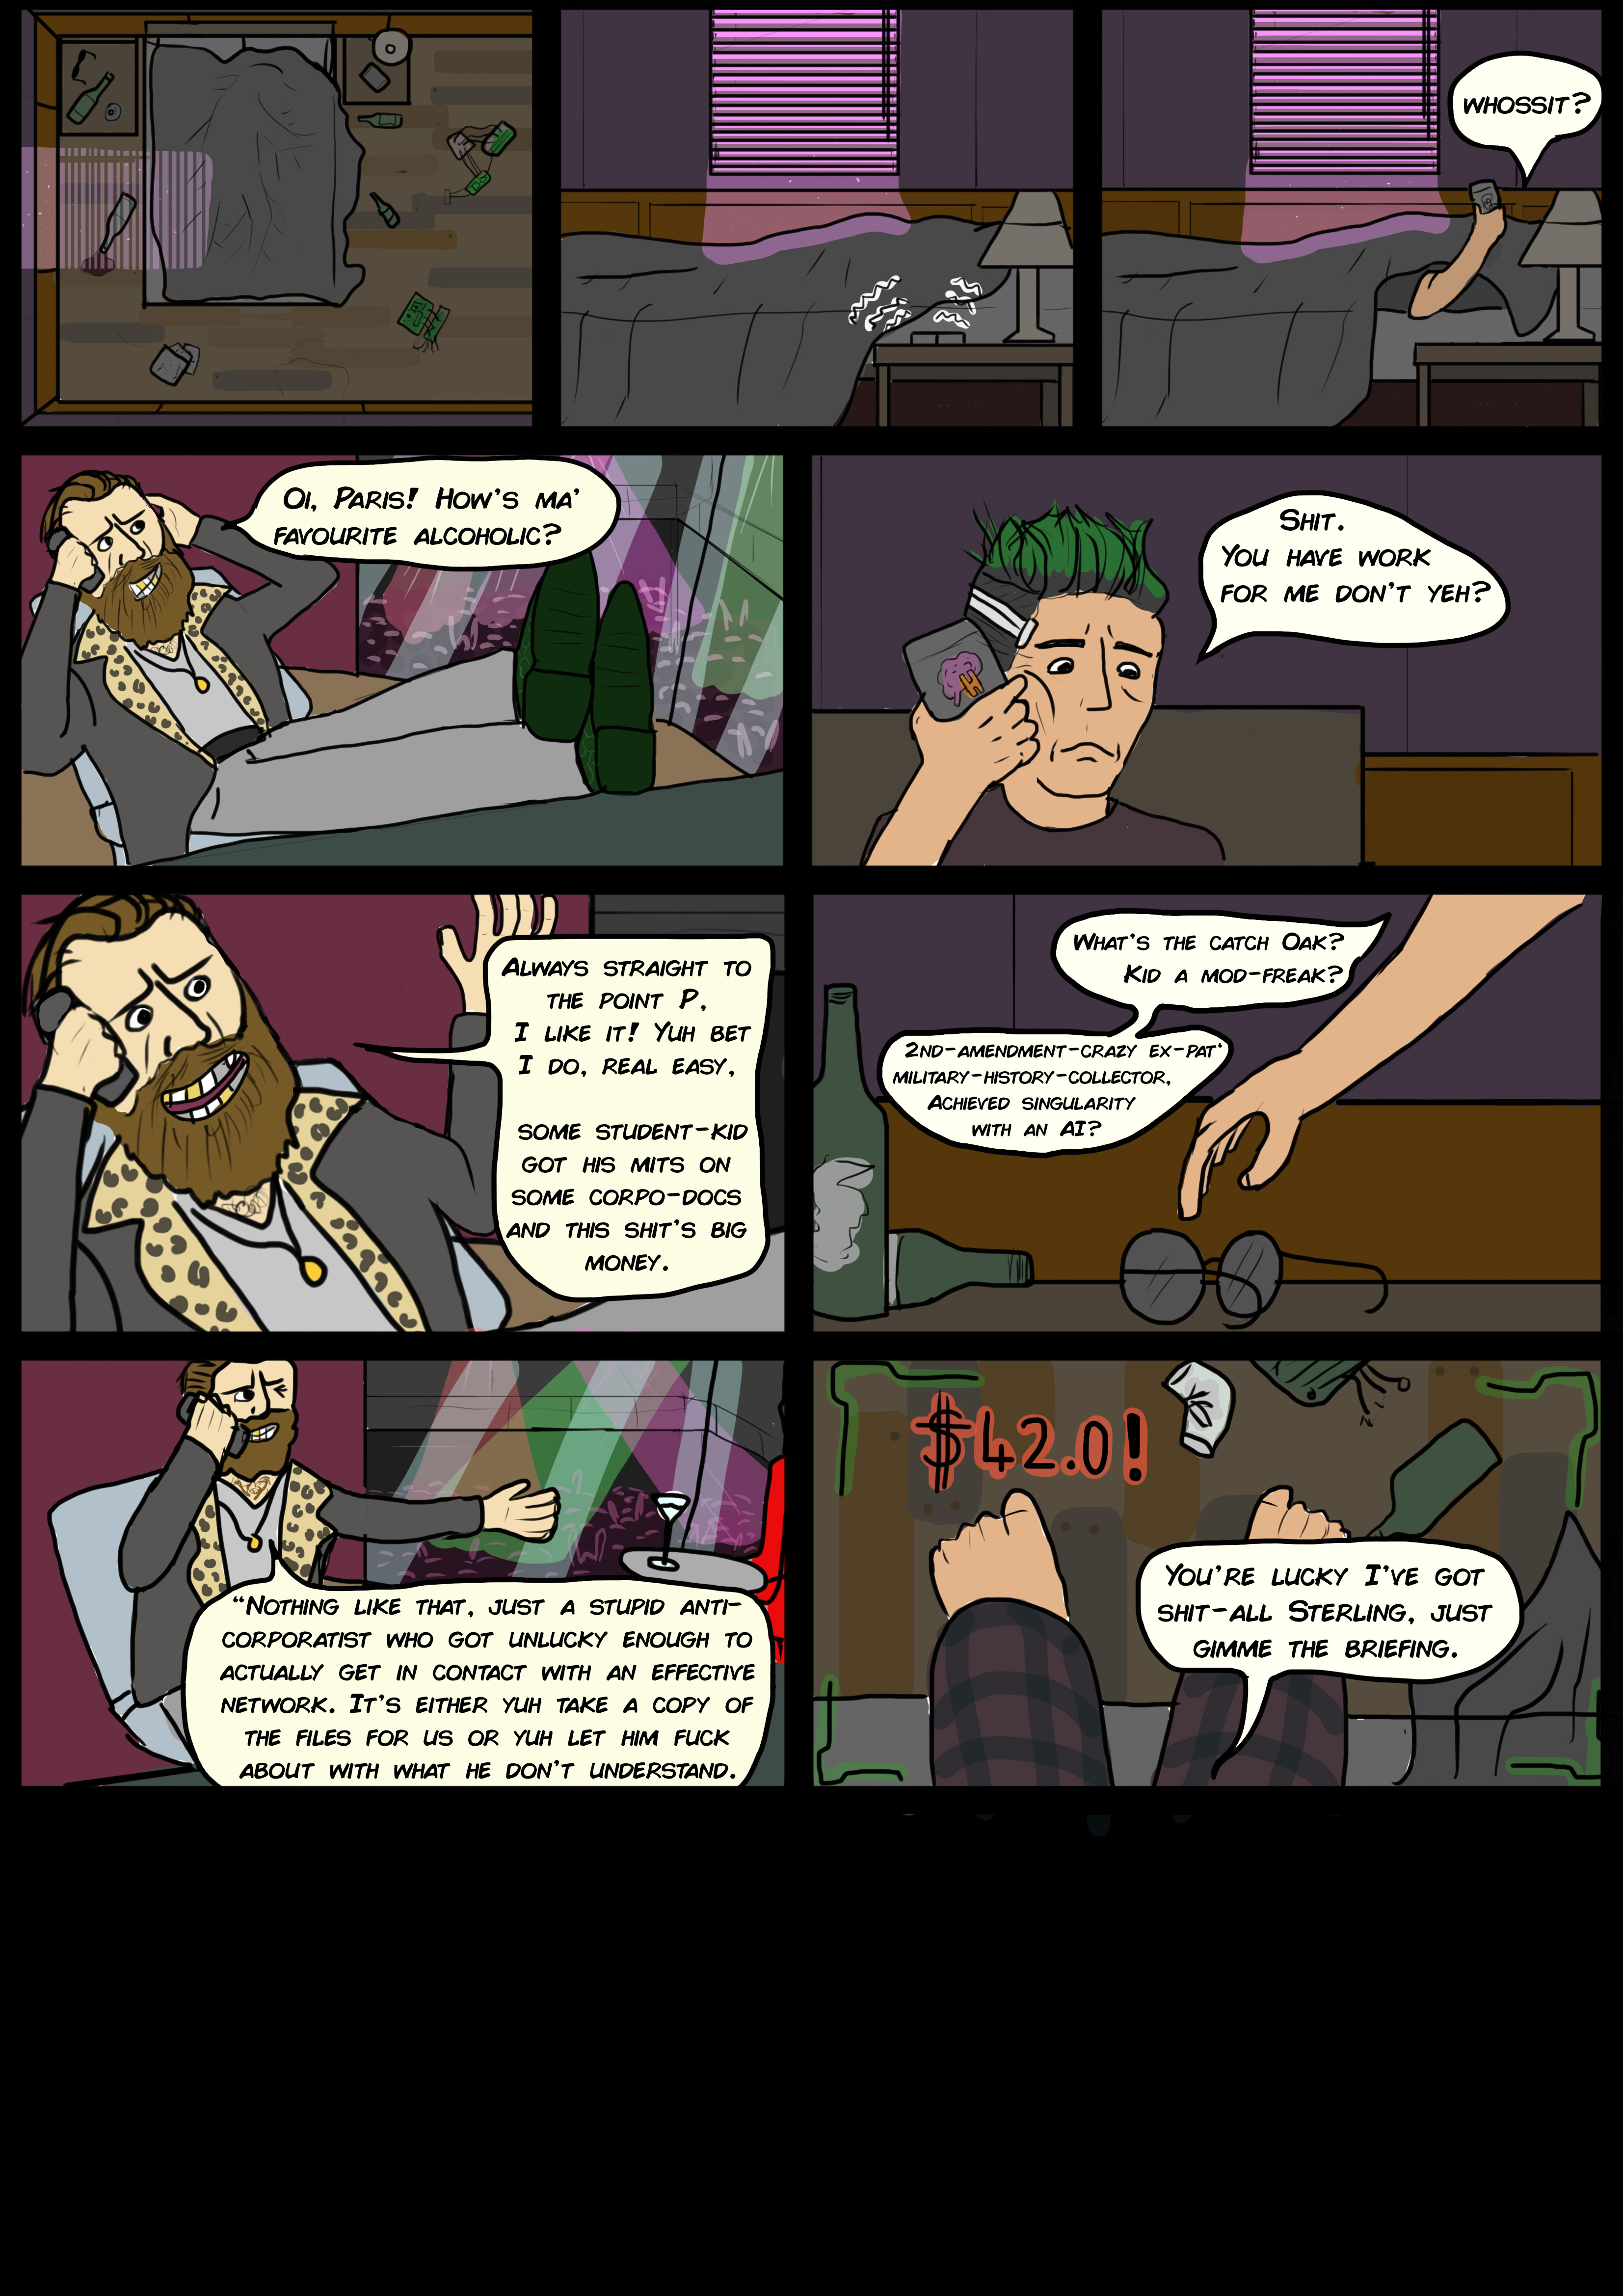 WHOSSIT?
OI, PARIS! HOW'S MA'
FAVOURITE ALCOHOLIC?
SHIT.
YOU HAVE WORK
FOR ME DON'T YEH?
ALWAYS STRAIGHT TO
THE POINT P,
I LIKE IT! YUH BET
I DO, REAL EASY,
SOME STUDENT-KID
GOT HIS MITS ON
SOME CORPO-DOCS
AND THIS SHIT'S BIG
MONEY.
WHAT'S THE CATCH OAK?
KID A MOD-FREAK?
2ND-AMENDMENT-CRAZY EX-PAT'
MILITARY-HISTORY-COLLECTOR,
ACHIEVED SINGULARITY
WITH AN AI?
"NOTHING LIKE THAT, JUST A STUPID ANTI-
CORPORATIST WHO GOT UNLUCKY ENOUGH TO
ACTUALLY GET IN CONTACT WITH AN EFFECTIVE
NETWORK. IT'S EITHER YUH TAKE A COPY OF
THE FILES FOR US OR YUH LET HIM FUCK
ABOUT WITH WHAT HE DON'T UNDERSTAND.
$42.0!
YOU'RE LUCKY I'VE GOT
SHIT-ALL STERLING, JUST
GIMME THE BRIEFING.